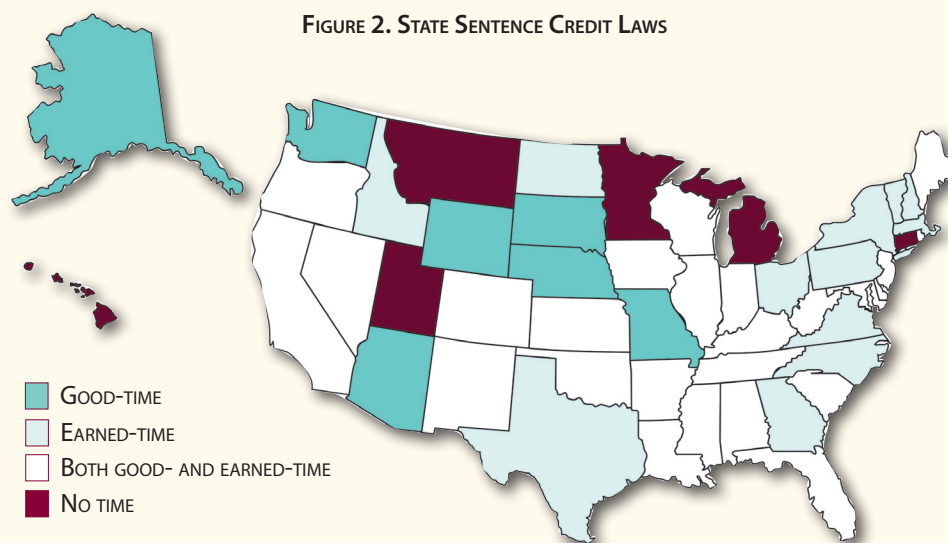 Figure 2. State Sentence Credit Laws
Good-time
Earned-time
Both good- and earned-time
No time